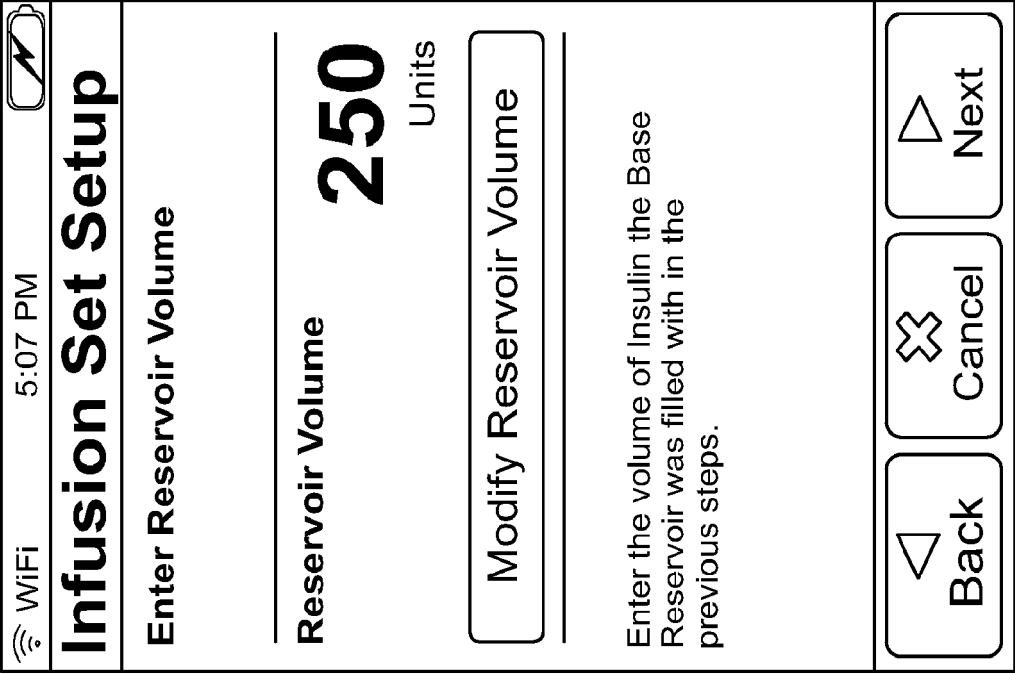 WiFi 5:07 PM
Infusion Set Setup
Enter Reservoir Volume
Reservoir Volume 250
Units
Modify Reservoir Volume
Enter the volume of Insulin the Base
Reservoir was filled with in the
previous steps.
Back Cancel Next